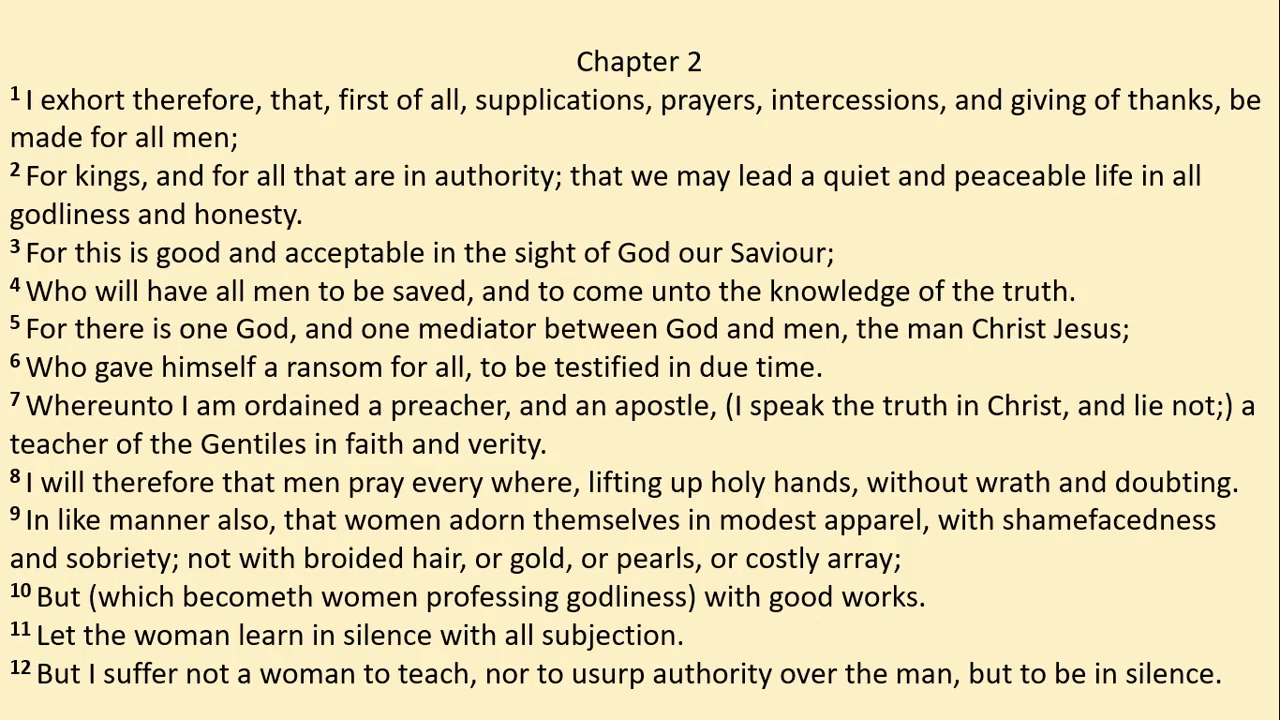 Chapter 2
1 I exhort therefore, that, first of all, supplications, prayers, intercessions, and giving of thanks, be
made for all men;
2 For kings, and for all that are in authority; that we may lead a quiet and peaceable life in all
godliness and honesty.
3 For this is good and acceptable in the sight of God our Saviour;
4 Who will have all men to be saved, and to come unto the knowledge of the truth.
5 For there is one God, and one mediator between God and men, the man Christ Jesus;
6 Who gave himself a ransom for all, to be testified in due time.
7 Whereunto I am ordained a preacher, and an apostle, (I speak the truth in Christ, and lie not;) a
teacher of the Gentiles in faith and verity.
8 I will therefore that men pray every where, lifting up holy hands, without wrath and doubting.
9 In like manner also, that women adorn themselves in modest apparel, with shamefacedness
and sobriety; not with broided hair, or gold, or pearls, or costly array;
10 But (which becometh women professing godliness) with good works.
11 Let the woman learn in silence with all subjection.
12 But I suffer not a woman to teach, nor to usurp authority over the man, but to be in silence.